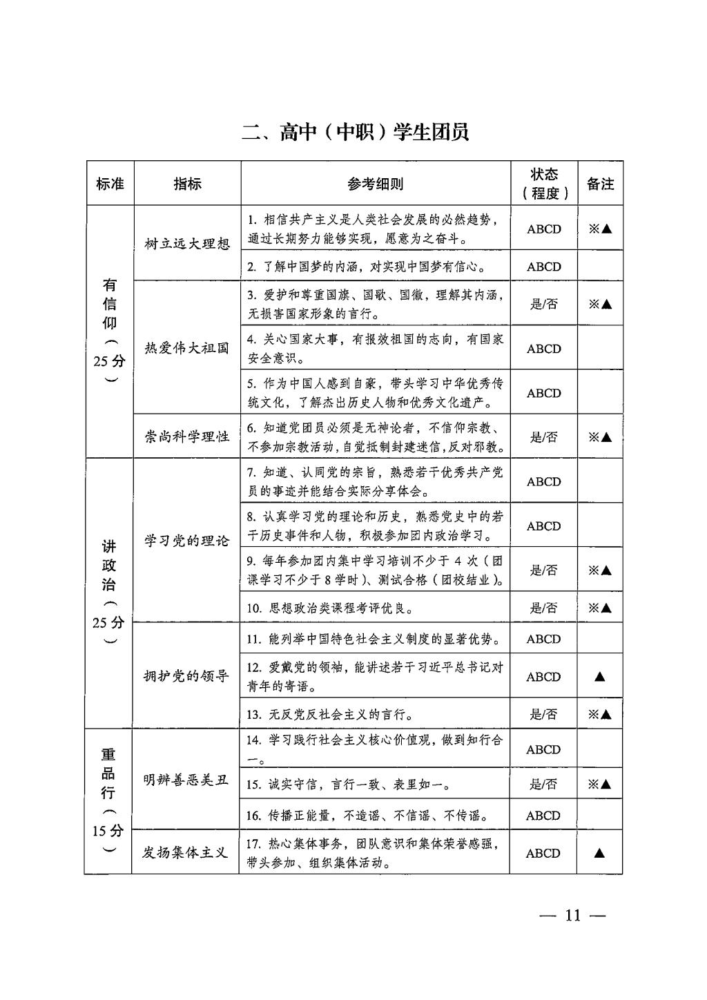 二、高中（中职）学生团员
标准 指标 参考细则 状态（程度） 备注
有信仰（25分）
树立远大理想
1. 相信共产主义是人类社会发展的必然趋势，
通过长期努力能够实现，愿意为之奋斗。
ABCD ※▲
2. 了解中国梦的内涵，对实现中国梦有信心。 ABCD
热爱伟大祖国
3. 爱护和尊重国旗、国歌、国徽，理解其内涵，
无损害国家形象的言行。
是/否 ※▲
4. 关心国家大事，有报效祖国的志向，有国家
安全意识。
ABCD
5. 作为中国人感到自豪，带头学习中华优秀传
统文化，了解杰出历史人物和优秀文化遗产。
ABCD
崇尚科学理性
6. 知道党团员必须是无神论者，不信仰宗教、
不参加宗教活动，自觉抵制封建迷信，反对邪教。
是/否 ※▲
讲政治（25分）
学习党的理论
7. 知道、认同党的宗旨，熟悉若干优秀共产党
员的事迹并能结合实际分享体会。
ABCD
8. 认真学习党的理论和历史，熟悉党史中的若
干历史事件和人物，积极参加团内政治学习。
ABCD
9. 每年参加团内集中学习培训不少于 4 次（团
课学习不少于 8 学时）、测试合格（团校结业）。
是/否 ※▲
10. 思想政治类课程考评优良。 是/否 ※▲
拥护党的领导
11. 能列举中国特色社会主义制度的显著优势。 ABCD
12. 爱戴党的领袖，能讲述若干习近平总书记对
青年的寄语。
ABCD ▲
13. 无反党反社会主义的言行。 是/否 ※▲
重品行（15分）
明辨善恶美丑
14. 学习践行社会主义核心价值观，做到知行合
一。
ABCD
15. 诚实守信，言行一致、表里如一。 是/否 ※▲
16. 传播正能量，不造谣、不信谣、不传谣。 ABCD
发扬集体主义
17. 热心集体事务，团队意识和集体荣誉感强，
带头参加、组织集体活动。
ABCD ▲
— 11 —